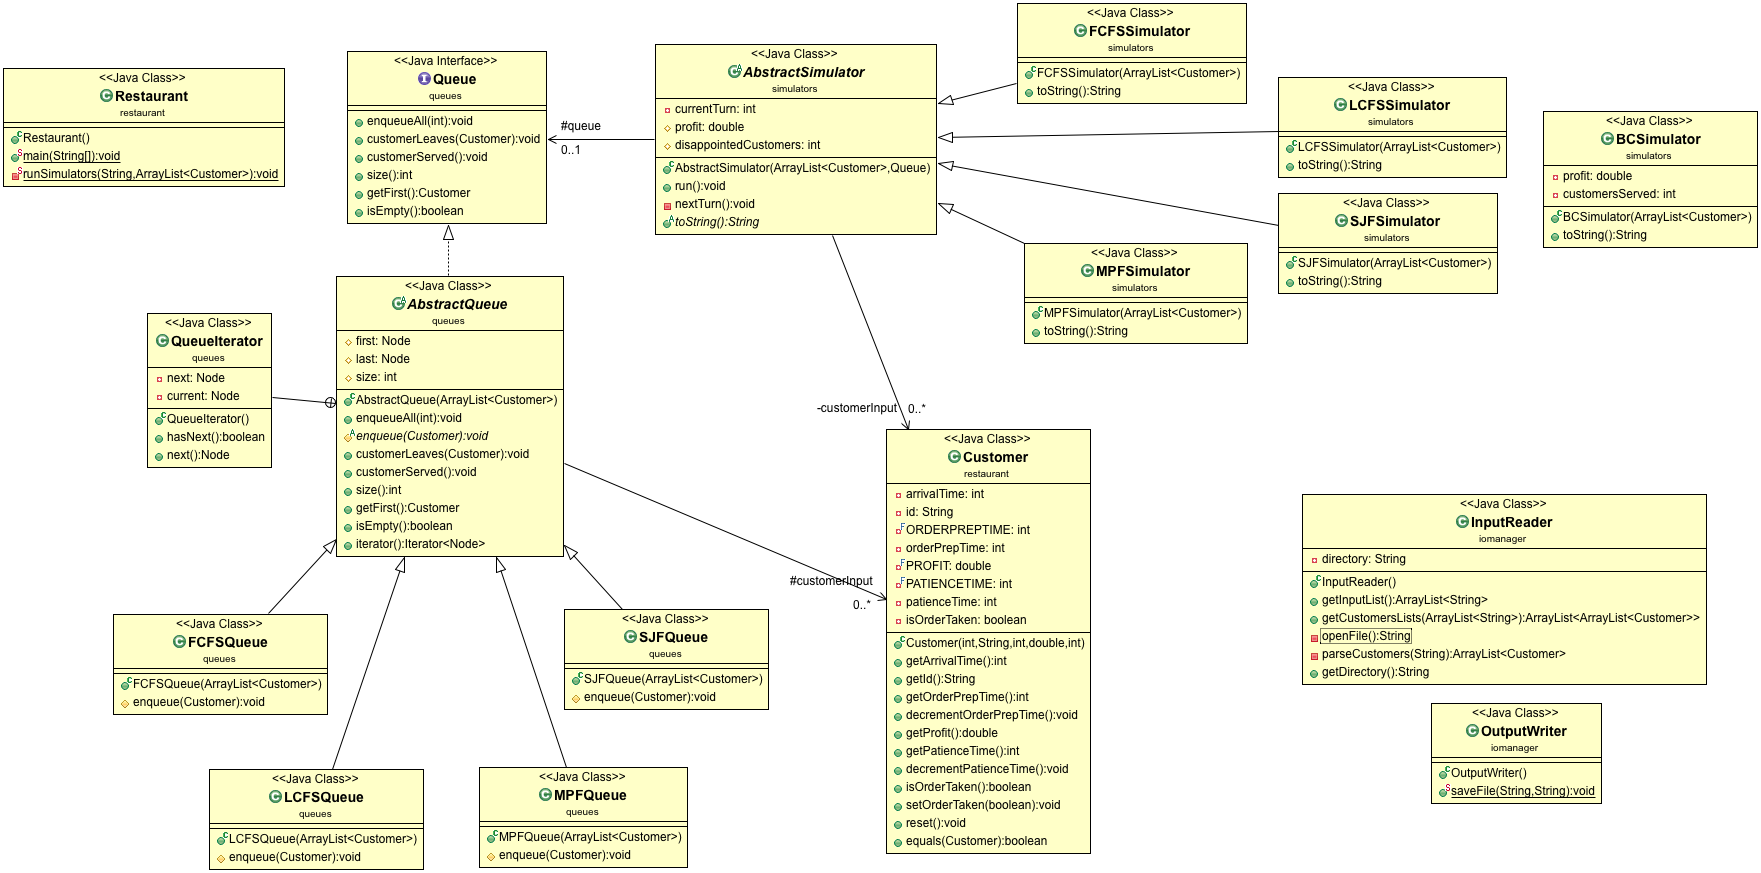 <<Java Class>>
Restaurant
restaurant
Restaurant()
main(String[]):void
runSimulators(String,ArrayList<Customer>):void
<<Java Interface>>
Queue
queues
enqueueAll(int):void
customerLeaves(Customer):void
customerServed():void
size():int
getFirst():Customer
isEmpty():boolean
#queue
0..1
<<Java Class>>
AbstractSimulator
simulators
currentTurn: int
profit: double
disappointedCustomers: int
AbstractSimulator(ArrayList<Customer>,Queue)
run():void
nextTurn():void
toString():String
<<Java Class>>
FCFSSimulator
simulators
FCFSSimulator(ArrayList<Customer>)
toString():String
<<Java Class>>
LCFSSimulator
simulators
LCFSSimulator(ArrayList<Customer>)
toString():String
<<Java Class>>
SJFSimulator
simulators
SJFSimulator(ArrayList<Customer>)
toString():String
<<Java Class>>
MPFSimulator
simulators
MPFSimulator(ArrayList<Customer>)
toString():String
<<Java Class>>
BCSimulator
simulators
profit: double
customersServed: int
BCSimulator(ArrayList<Customer>)
toString():String
<<Java Class>>
QueueIterator
queues
next: Node
current: Node
QueueIterator()
hasNext():boolean
next():Node
<<Java Class>>
AbstractQueue
queues
first: Node
last: Node
size: int
AbstractQueue(ArrayList<Customer>)
enqueueAll(int):void
enqueue(Customer):void
customerLeaves(Customer):void
customerServed():void
size():int
getFirst():Customer
isEmpty():boolean
iterator():Iterator<Node>
-customerInput
0..*
#customerInput
0..*
<<Java Class>>
Customer
restaurant
arrivalTime: int
id: String
ORDERPREPTIME: int
orderPrepTime: int
PROFIT: double
PATIENCETIME: int
patienceTime: int
isOrderTaken: boolean
Customer(int,String,int,double,int)
getArrivalTime():int
getId():String
getOrderPrepTime():int
decrementOrderPrepTime():void
getProfit():double
getPatienceTime():int
decrementPatienceTime():void
isOrderTaken():boolean
setOrderTaken(boolean):void
reset():void
equals(Customer):boolean
<<Java Class>>
InputReader
iomanager
directory: String
InputReader()
getInputList():ArrayList<String>
getCustomersLists(ArrayList<String>):ArrayList<ArrayList<Customer>>
openFile():String
parseCustomers(String):ArrayList<Customer>
getDirectory():String
<<Java Class>>
OutputWriter
iomanager
OutputWriter()
saveFile(String,String):void
<<Java Class>>
FCFSQueue
queues
FCFSQueue(ArrayList<Customer>)
enqueue(Customer):void
<<Java Class>>
SJFQueue
queues
SJFQueue(ArrayList<Customer>)
enqueue(Customer):void
<<Java Class>>
LCFSQueue
queues
LCFSQueue(ArrayList<Customer>)
enqueue(Customer):void
<<Java Class>>
MPFQueue
queues
MPFQueue(ArrayList<Customer>)
enqueue(Customer):void